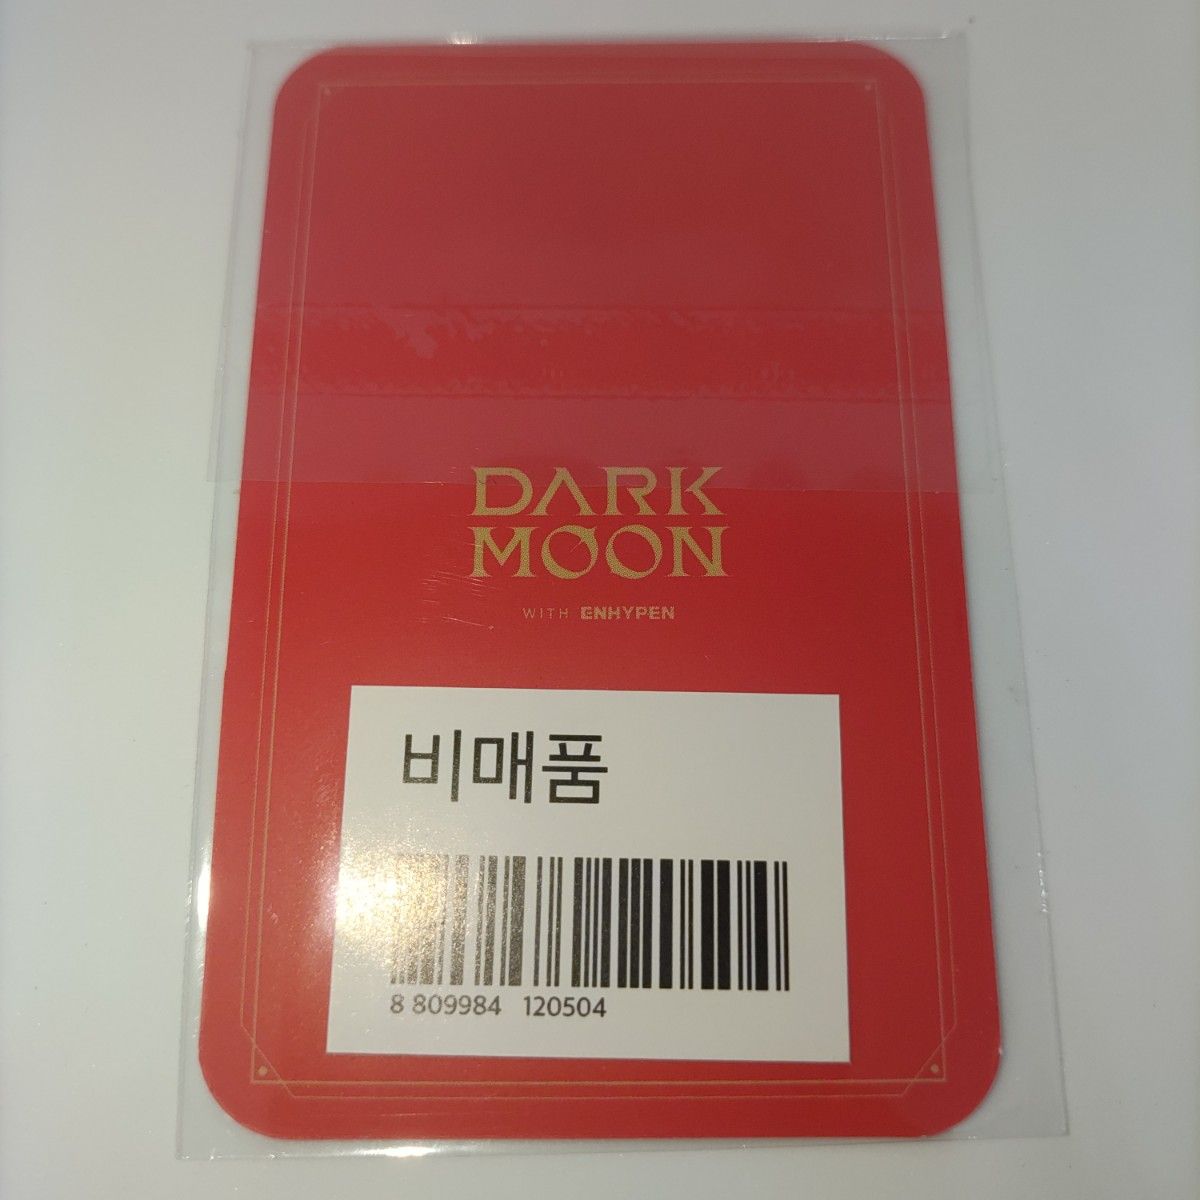 DARK
MOON
WITH ENHYPEN
비매품
8 809984 120504